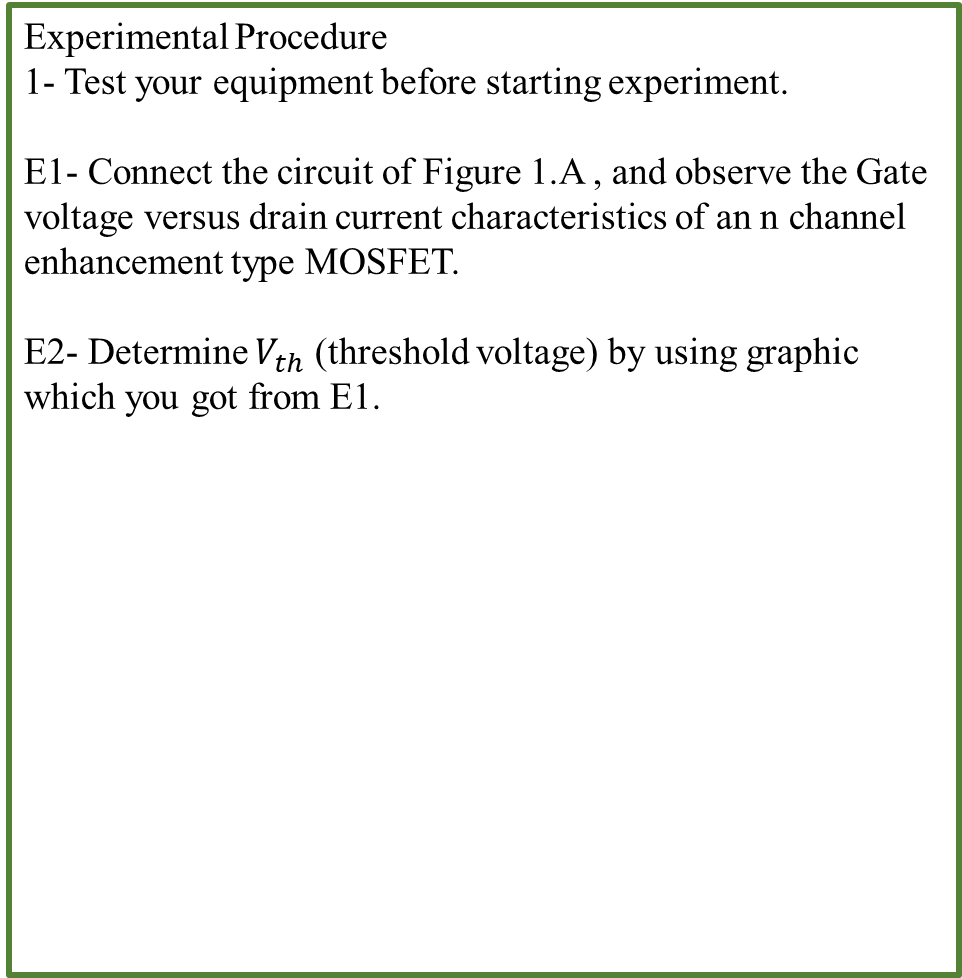 Experimental Procedure
1- Test your equipment before starting experiment.
E1- Connect the circuit of Figure 1.A , and observe the Gate
voltage versus drain current characteristics of an n channel
enhancement type MOSFET.
E2- Determine V_{th} (threshold voltage) by using graphic
which you got from E1.